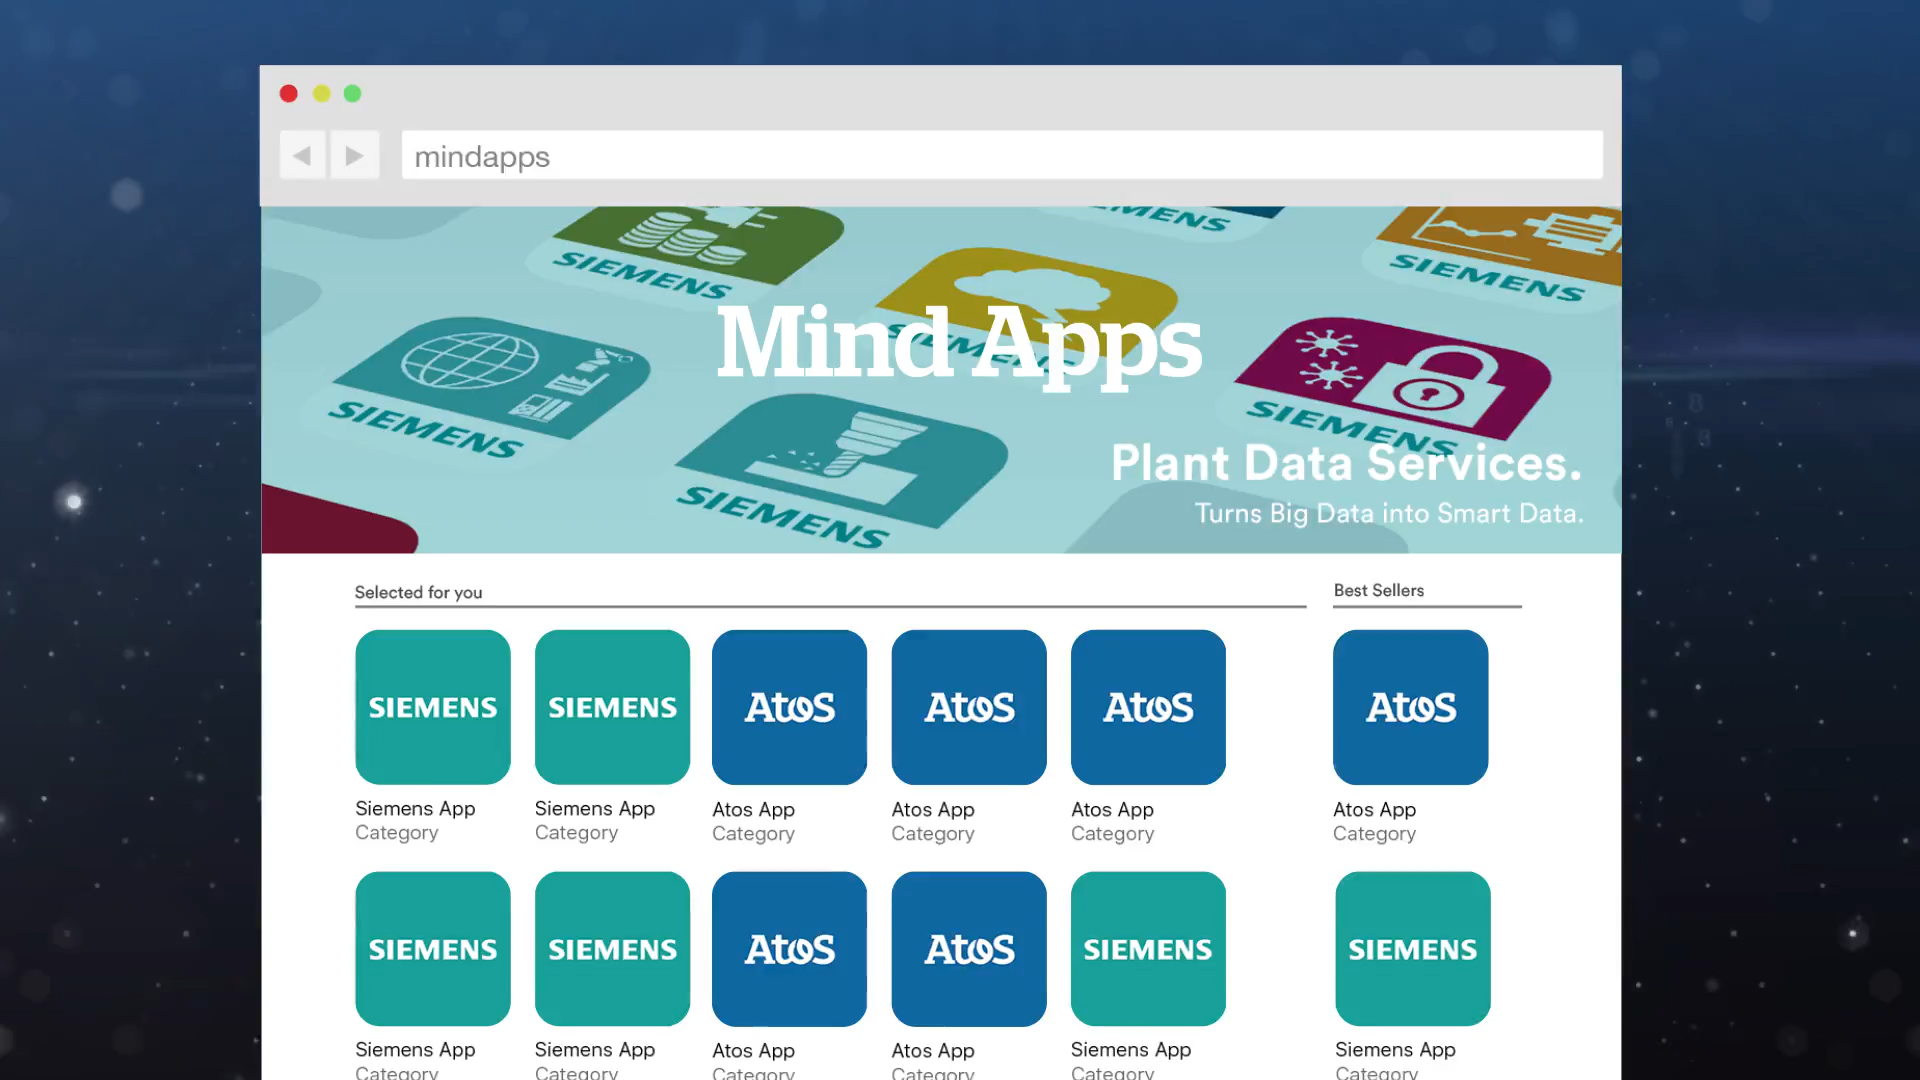 mindapps
SIEMENS
SIEMENS
SIEMENS
SIEMENS
Mind Apps
SIEMENS
SIEMENS
SIEMENS
Plant Data Services.
Turns Big Data into Smart Data.
Selected for you
Best Sellers
SIEMENS SIEMENS Atos Atos Atos Atos
Siemens App Siemens App Atos App Atos App Atos App Atos App
Category Category Category Category Category Category
SIEMENS SIEMENS Atos Atos SIEMENS SIEMENS
Siemens App Siemens App Atos App Atos App Siemens App Siemens App
Category Category Category Category Category Category